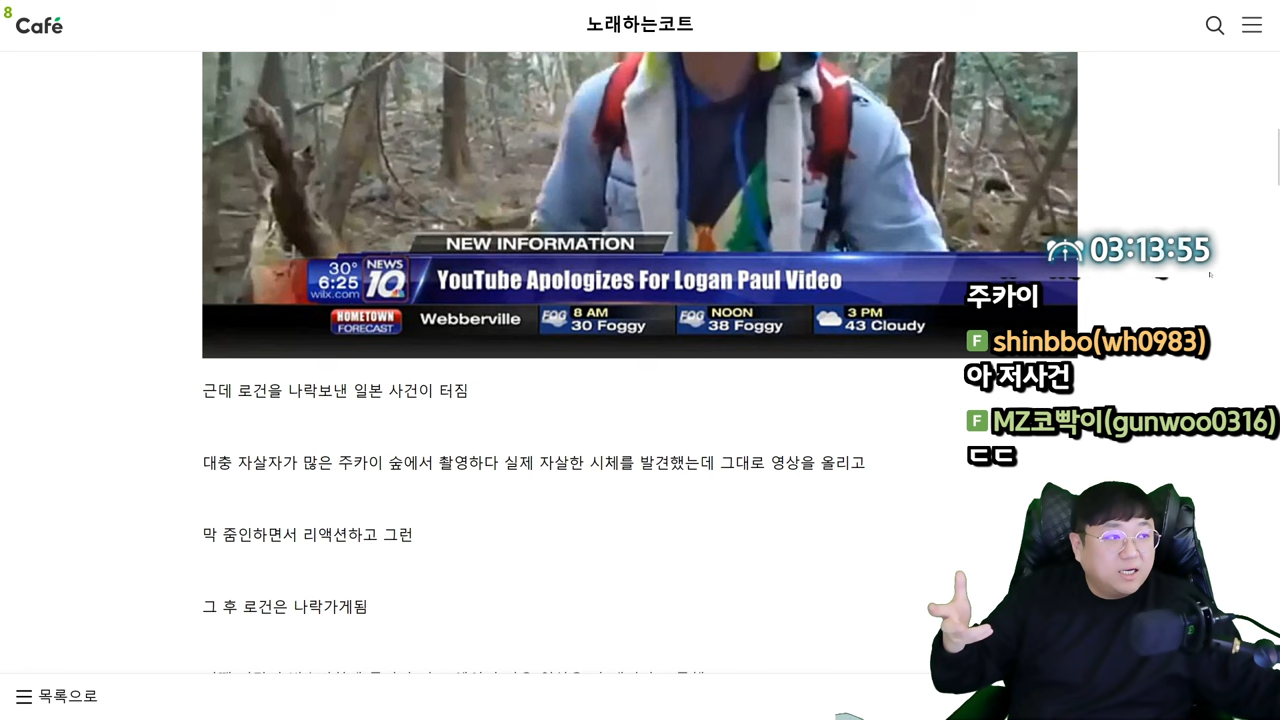 8
Café
노래하는코트
NEW INFORMATION
30°
6:25
wilx.com
NEWS
10
YouTube Apologizes For Logan Paul Video
HOMETOWN
FORECAST
Webberville
FOG
8 AM
30 Foggy
FOG
NOON
38 Foggy
3 PM
43 Cloudy
03:13:55
주카이
F shinbbo(wh0983)
아 저사건
F MZ코빡이(gunwoo0316)
ㄷㄷ
근데 로건을 나락보낸 일본 사건이 터짐
대충 자살자가 많은 주카이 숲에서 촬영하다 실제 자살한 시체를 발견했는데 그대로 영상을 올리고
막 줌인하면서 리액션하고 그런
그 후 로건은 나락가게됨
목록으로